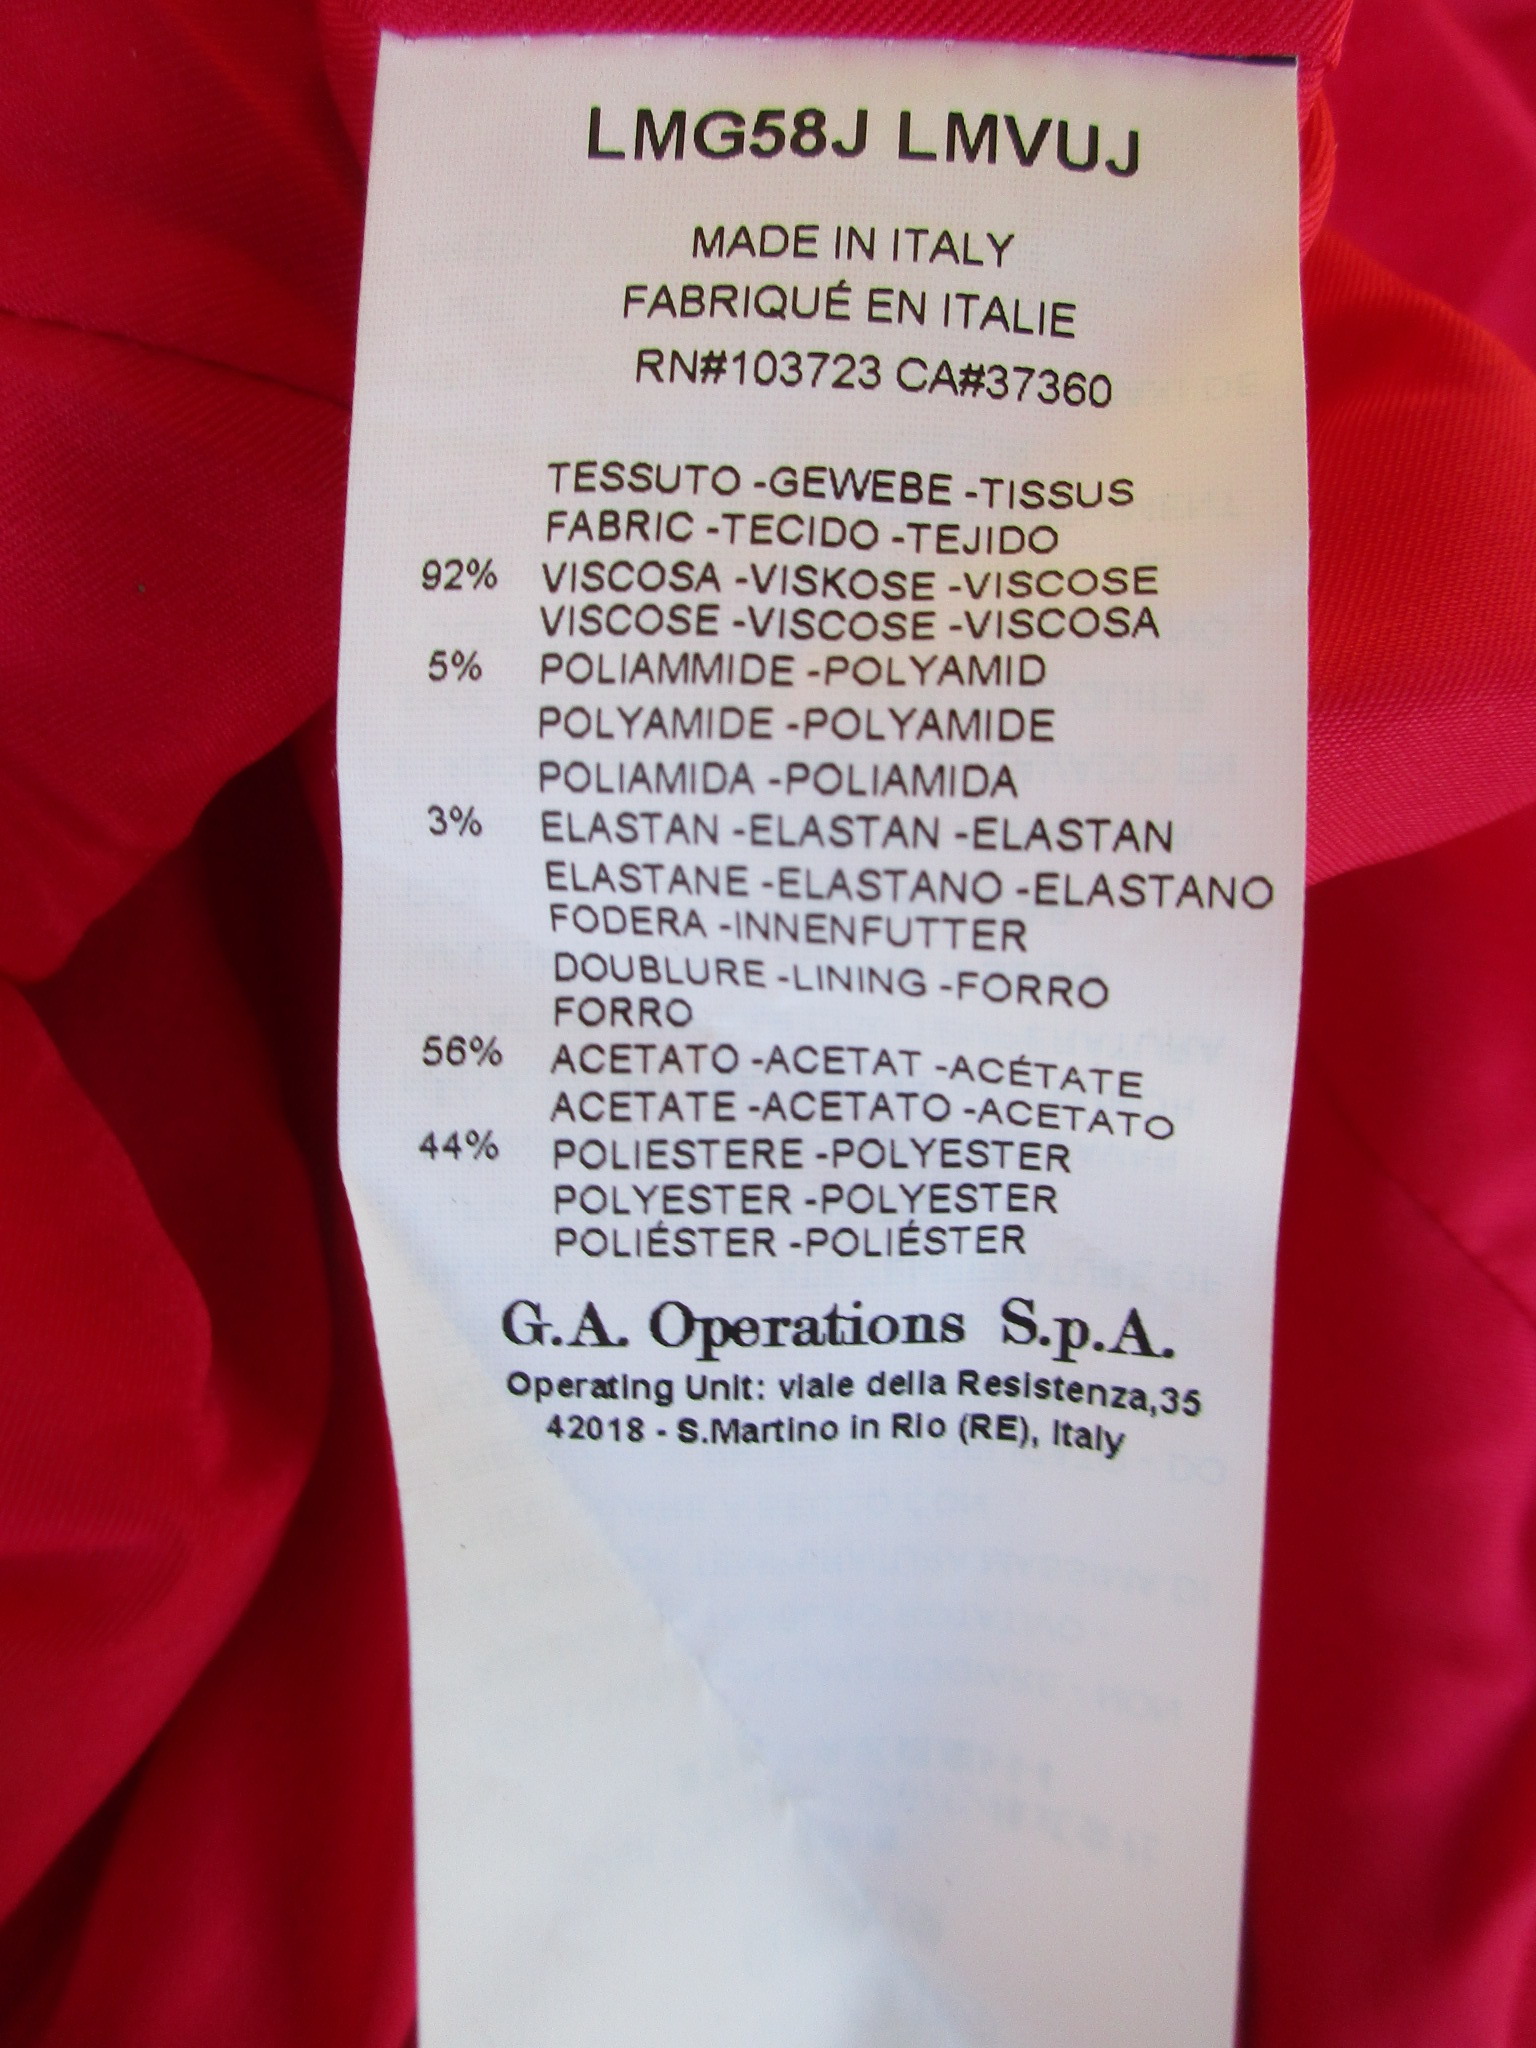 LMG58J LMVUJ
MADE IN ITALY
FABRIQUÉ EN ITALIE
RN#103723 CA#37360
TESSUTO -GEWEBE -TISSUS
FABRIC -TECIDO -TEJIDO
92% VISCOSA -VISKOSE -VISCOSE
VISCOSE -VISCOSE -VISCOSA
5% POLIAMMIDE -POLYAMID
POLYAMIDE -POLYAMIDE
POLIAMIDA -POLIAMIDA
3% ELASTAN -ELASTAN -ELASTAN
ELASTANE -ELASTANO -ELASTANO
FODERA -INNENFUTTER
DOUBLURE -LINING -FORRO
FORRO
56% ACETATO -ACETAT -ACÉTATE
ACETATE -ACETATO -ACETATO
44% POLIESTERE -POLYESTER
POLYESTER -POLYESTER
POLIÉSTER -POLIÉSTER
G.A. Operations S.p.A.
Operating Unit: viale della Resistenza,35
42018 - S.Martino in Rio (RE), Italy